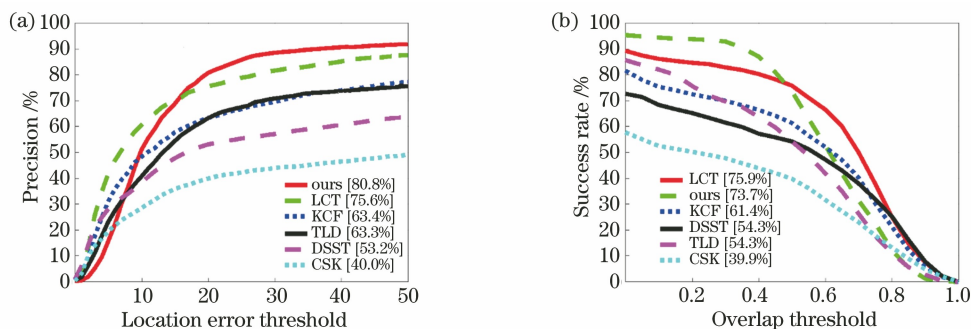 (a)
100
90
80
70
60
50
40
30
20
10
0
Precision /%
ours [80.8%]
LCT [75.6%]
KCF [63.4%]
TLD [63.3%]
DSST [53.2%]
CSK [40.0%]
10 20 30 40 50
Location error threshold
(b)
100
90
80
70
60
50
40
30
20
10
0
Success rate /%
LCT [75.9%]
ours [73.7%]
KCF [61.4%]
DSST [54.3%]
TLD [54.3%]
CSK [39.9%]
0.2 0.4 0.6 0.8 1.0
Overlap threshold